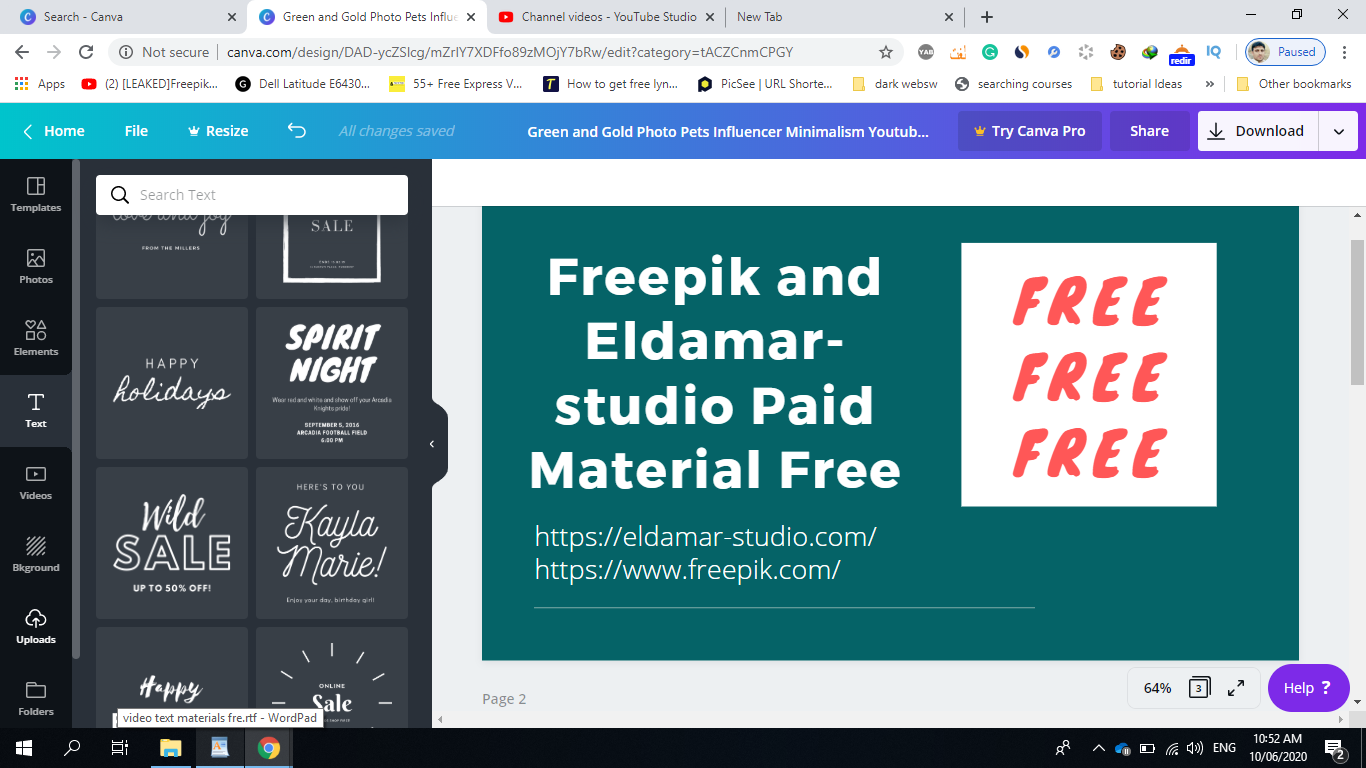 Search - Canva
Green and Gold Photo Pets Influe
Channel videos - YouTube Studio
New Tab
Not secure
canva.com/design/DAD-ycZSlcg/mZrlY7XDFfo89zMOjY7bRw/edit?category=tACZCnmCPGY
YAB
redir
IQ
Paused
Apps
(2) [LEAKED]Freepik...
Dell Latitude E6430...
55+ Free Express V...
How to get free lyn...
PicSee | URL Shorte...
dark websw
searching courses
tutorial Ideas
Other bookmarks
Home
File
Resize
All changes saved
Green and Gold Photo Pets Influencer Minimalism Youtub...
Try Canva Pro
Share
Download
Templates
Photos
Elements
Text
Videos
Bkground
Uploads
Folders
Search Text
love and joy
FROM THE MILLERS
SALE
HAPPY
holidays
SPIRIT
NIGHT
Wear red and white and show off your Arcadia
Knights pride!
SEPTEMBER 5, 2016
ARCADIA FOOTBALL FIELD
6:00 PM
Wild
SALE
UP TO 50% OFF!
HERE'S TO YOU
Kayla
Marie!
Enjoy your day, birthday girl!
Happy
ONLINE
Sale
video text materials fre.rtf - WordPad
Freepik and
Eldamar-
studio Paid
Material Free
https://eldamar-studio.com/
https://www.freepik.com/
FREE
FREE
FREE
Page 2
64%
3
Help ?
ENG
10:52 AM
10/06/2020
2